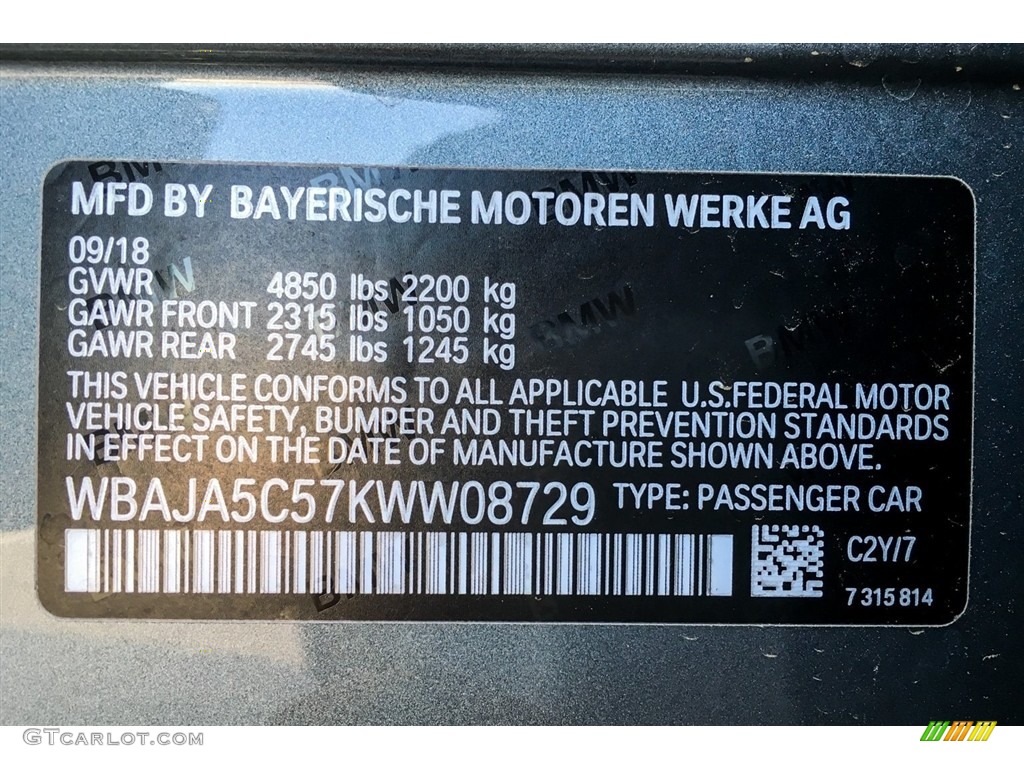 MFD BY BAYERISCHE MOTOREN WERKE AG
09/18
GVWR 4850 lbs 2200 kg
GAWR FRONT 2315 lbs 1050 kg
GAWR REAR 2745 lbs 1245 kg
THIS VEHICLE CONFORMS TO ALL APPLICABLE U.S.FEDERAL MOTOR
VEHICLE SAFETY, BUMPER AND THEFT PREVENTION STANDARDS
IN EFFECT ON THE DATE OF MANUFACTURE SHOWN ABOVE.
WBAJA5C57KWW08729 TYPE: PASSENGER CAR
C2Y/7
7 315 814
GTCarLot.com